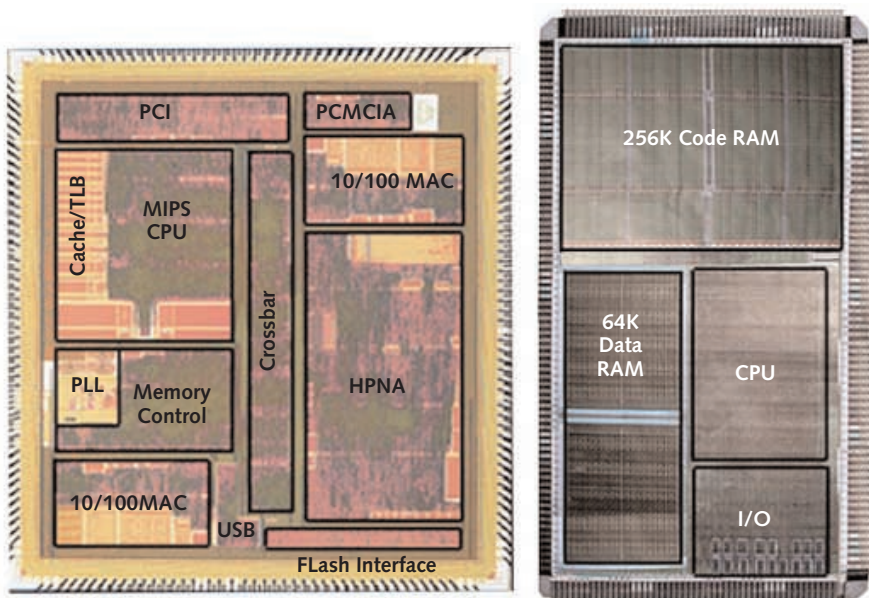 PCI
PCMCIA
Cache/TLB
MIPS
CPU
10/100 MAC
Crossbar
HPNA
PLL
Memory
Control
10/100MAC
USB
FLash Interface
256K Code RAM
64K
Data
RAM
CPU
I/O